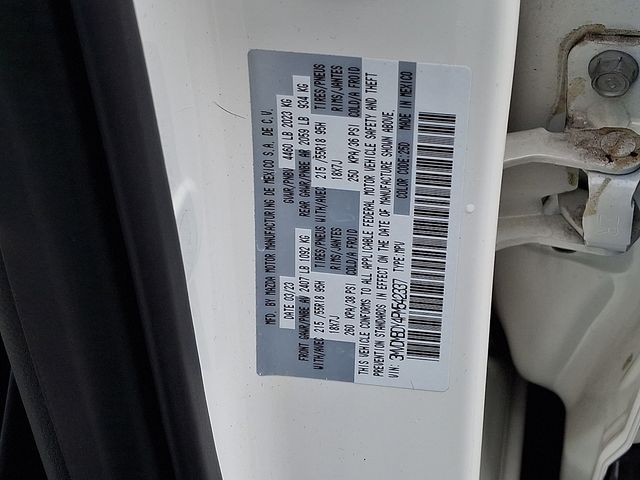 MFD. BY MAZDA MOTOR MANUFACTURING DE MEXICO S.A. DE C.V.
DATE 03/23 GVWR/PNBV 4460 LB 2023 KG
FRONT GAWR/PNBE AV 2407 LB 1092 KG REAR GAWR/PNBE AR 2059 LB 934 KG
WITH/AVEC TIRES/PNEUS WITH/AVEC TIRES/PNEUS
215 /55R18 95H RIMS/JANTES 215 /55R18 95H RIMS/JANTES
18X7J COLD/A FROID 18X7J COLD/A FROID
260 KPA/38 PSI 250 KPA/36 PSI
THIS VEHICLE CONFORMS TO ALL APPLICABLE FEDERAL MOTOR VEHICLE SAFETY AND THEFT
PREVENTION STANDARDS IN EFFECT ON THE DATE OF MANUFACTURE SHOWN ABOVE.
VIN: TYPE:MPV COLOR CODE:25D MADE IN MEXICO